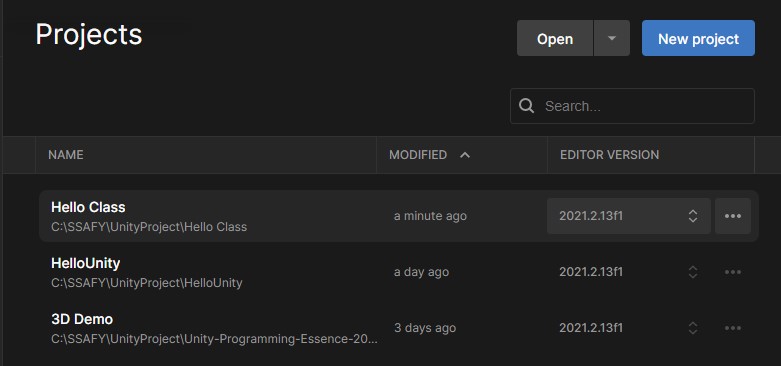 Projects
Open
New project
Search...
NAME MODIFIED EDITOR VERSION
Hello Class
C:\SSAFY\UnityProject\Hello Class
a minute ago
2021.2.13f1
HelloUnity
C:\SSAFY\UnityProject\HelloUnity
a day ago
2021.2.13f1
3D Demo
C:\SSAFY\UnityProject\Unity-Programming-Essence-20...
3 days ago
2021.2.13f1